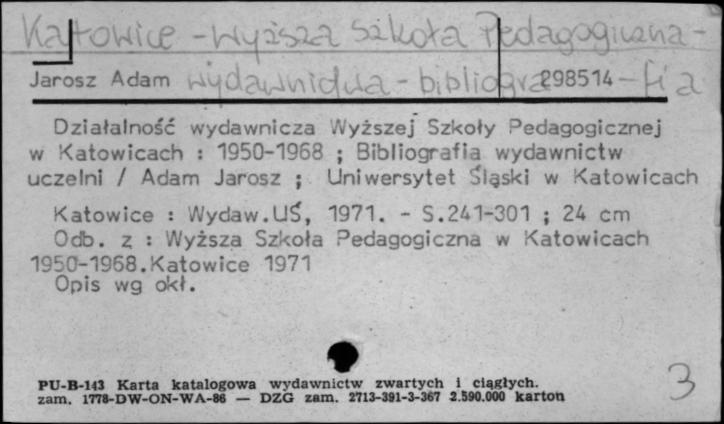 Katowice - Wyższa Szkoła Pedagogiczna -
Jarosz Adam wydawnictwa - bibliografia 298514
Działalność wydawnicza Wyższej Szkoły Pedagogicznej
w Katowicach : 1950-1968 ; Bibliografia wydawnictw
uczelni / Adam Jarosz ; Uniwersytet Śląski w Katowicach
Katowice : Wydaw.UŚ, 1971. - S.241-301 ; 24 cm
Odb. z : Wyższa Szkoła Pedagogiczna w Katowicach
1950-1968.Katowice 1971
Opis wg okł.
3
PU-B-143 Karta katalogowa wydawnictw zwartych i ciągłych.
zam. 1778-DW-ON-WA-86 — DZG zam. 2713-391-3-367 2.590.000 karton